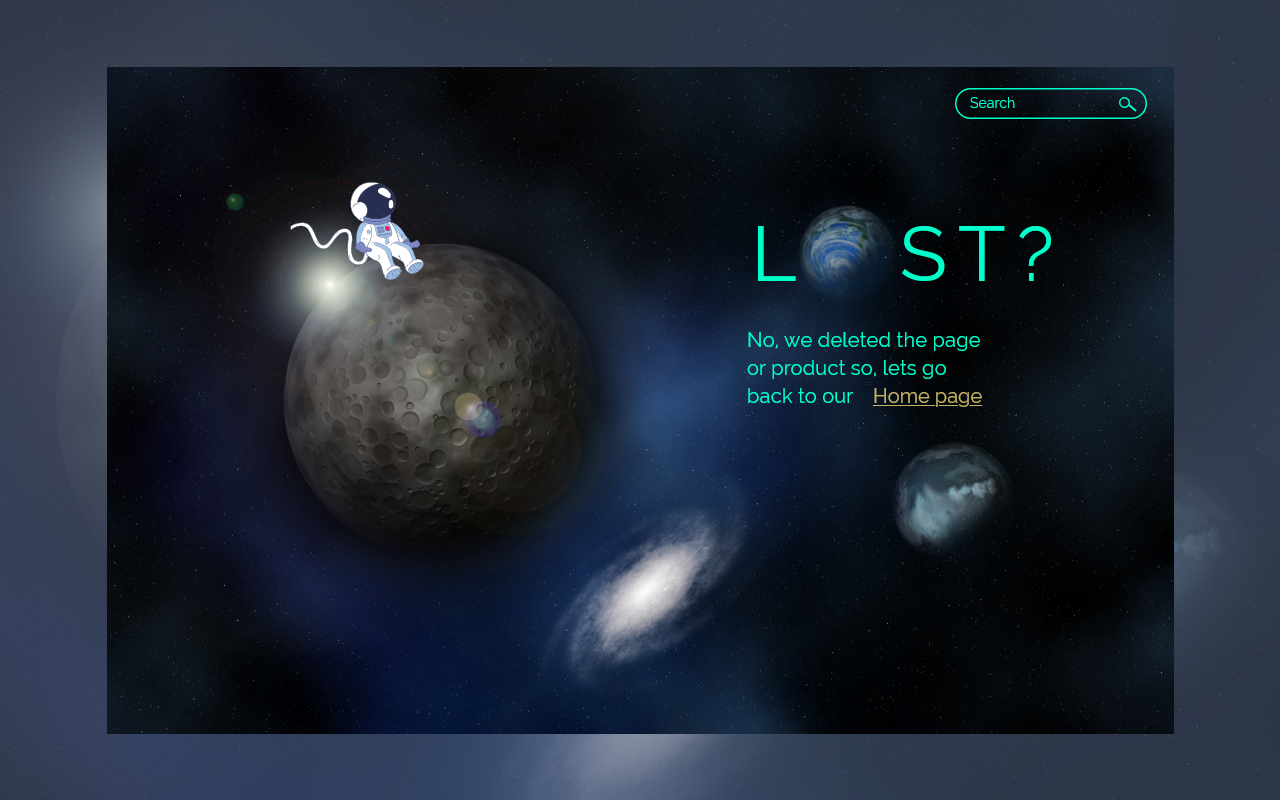 Search
L ST?
No, we deleted the page
or product so, lets go
back to our Home page